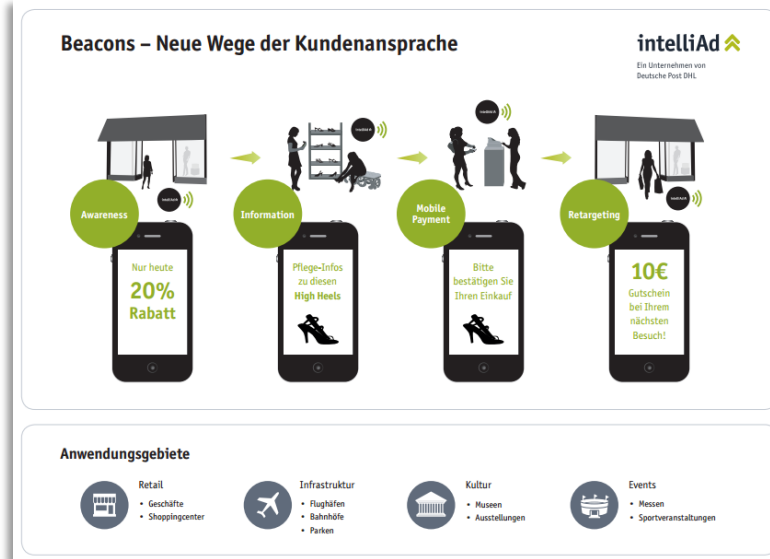 Beacons – Neue Wege der Kundenansprache
intelliAd
Ein Unternehmen von
Deutsche Post DHL
Awareness
Information
Mobile
Payment
Retargeting
Nur heute
20%
Rabatt
Pflege-Infos
zu diesen
High Heels
Bitte
bestätigen Sie
Ihren Einkauf
10€
Gutschein
bei Ihrem
nächsten
Besuch!
Anwendungsgebiete
Retail
• Geschäfte
• Shoppingcenter
Infrastruktur
• Flughäfen
• Bahnhöfe
• Parken
Kultur
• Museen
• Ausstellungen
Events
• Messen
• Sportveranstaltungen